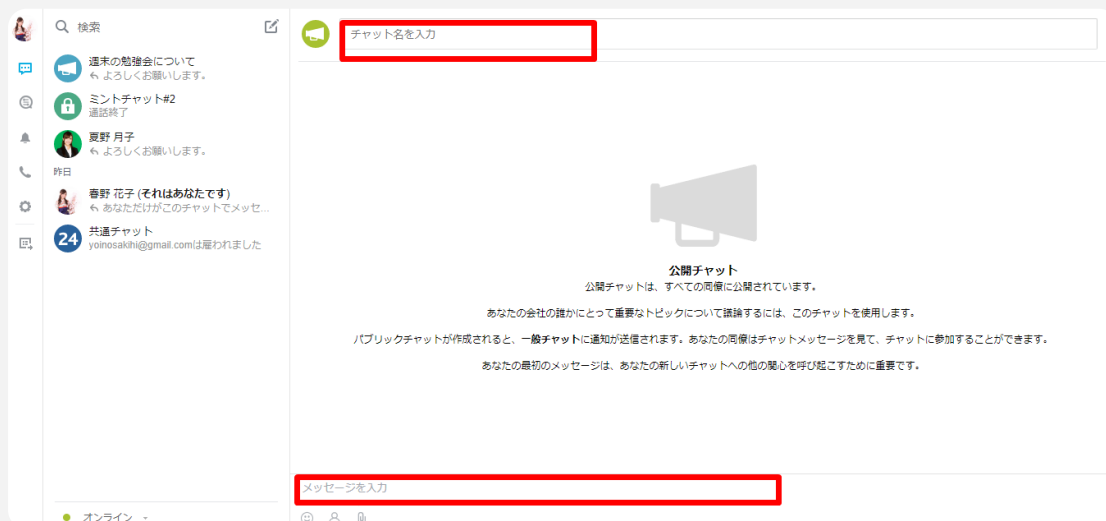 検索
週末の勉強会について
よろしくお願いします。
ミントチャット#2
通話終了
夏野 月子
よろしくお願いします。
昨日
春野 花子 (それはあなたです)
あなただけがこのチャットでメッセ...
24
共通チャット
yoinosakihi@gmail.comは雇われました
オンライン
チャット名を入力
公開チャット
公開チャットは、すべての同僚に公開されています。
あなたの会社の誰かにとって重要なトピックについて議論するには、このチャットを使用します。
パブリックチャットが作成されると、一般チャットに通知が送信されます。あなたの同僚はチャットメッセージを見て、チャットに参加することができます。
あなたの最初のメッセージは、あなたの新しいチャットへの他の関心を呼び起こすために重要です。
メッセージを入力